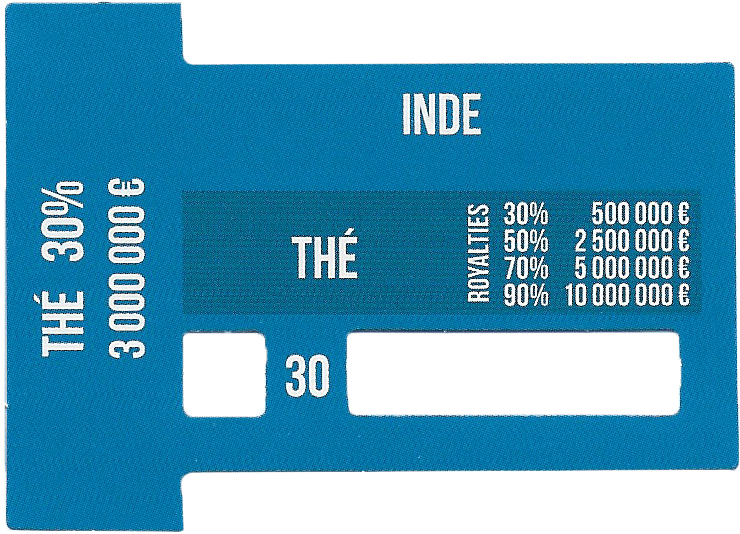 THÉ 30%
3 000 000 €
INDE
THÉ
ROYALTIES
30% 500 000 €
50% 2 500 000 €
70% 5 000 000 €
90% 10 000 000 €
30